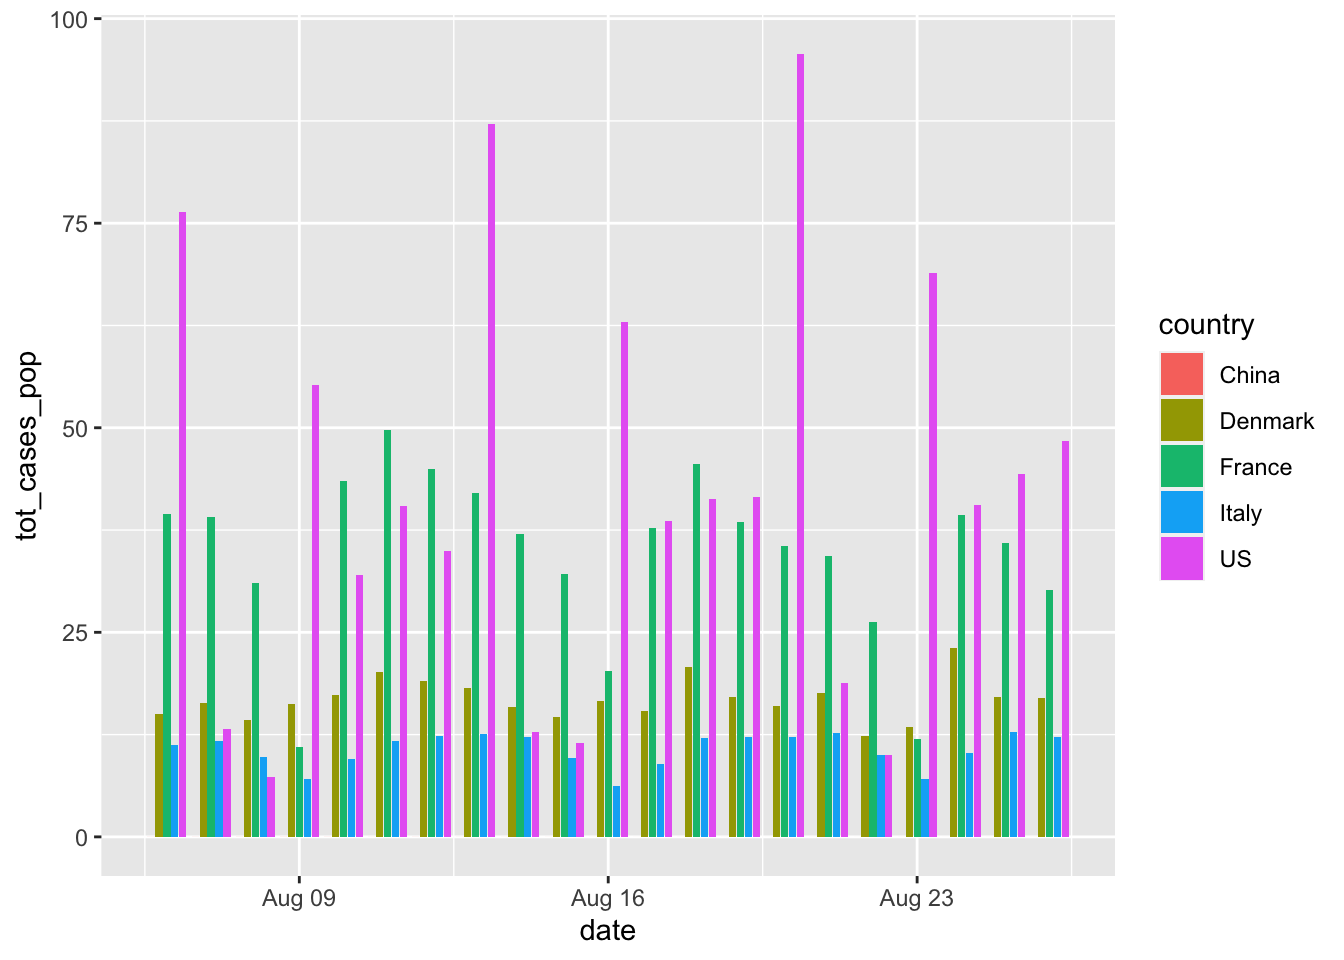 tot_cases_pop
100
75
50
25
0
Aug 09
Aug 16
Aug 23
date
country
China
Denmark
France
Italy
US